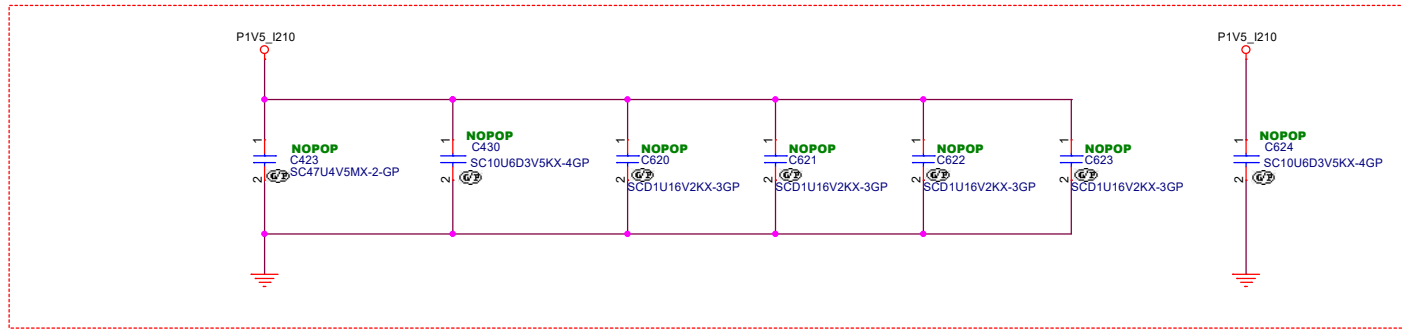 P1V5_I210
P1V5_I210
1
NOPOP
C423
SC47U4V5MX-2-GP
2
G/P
1
NOPOP
C430
SC10U6D3V5KX-4GP
2
G/P
1
NOPOP
C620
2
G/P
SCD1U16V2KX-3GP
1
NOPOP
C621
2
G/P
SCD1U16V2KX-3GP
1
NOPOP
C622
2
G/P
SCD1U16V2KX-3GP
1
NOPOP
C623
2
G/P
SCD1U16V2KX-3GP
1
NOPOP
C624
SC10U6D3V5KX-4GP
2
G/P